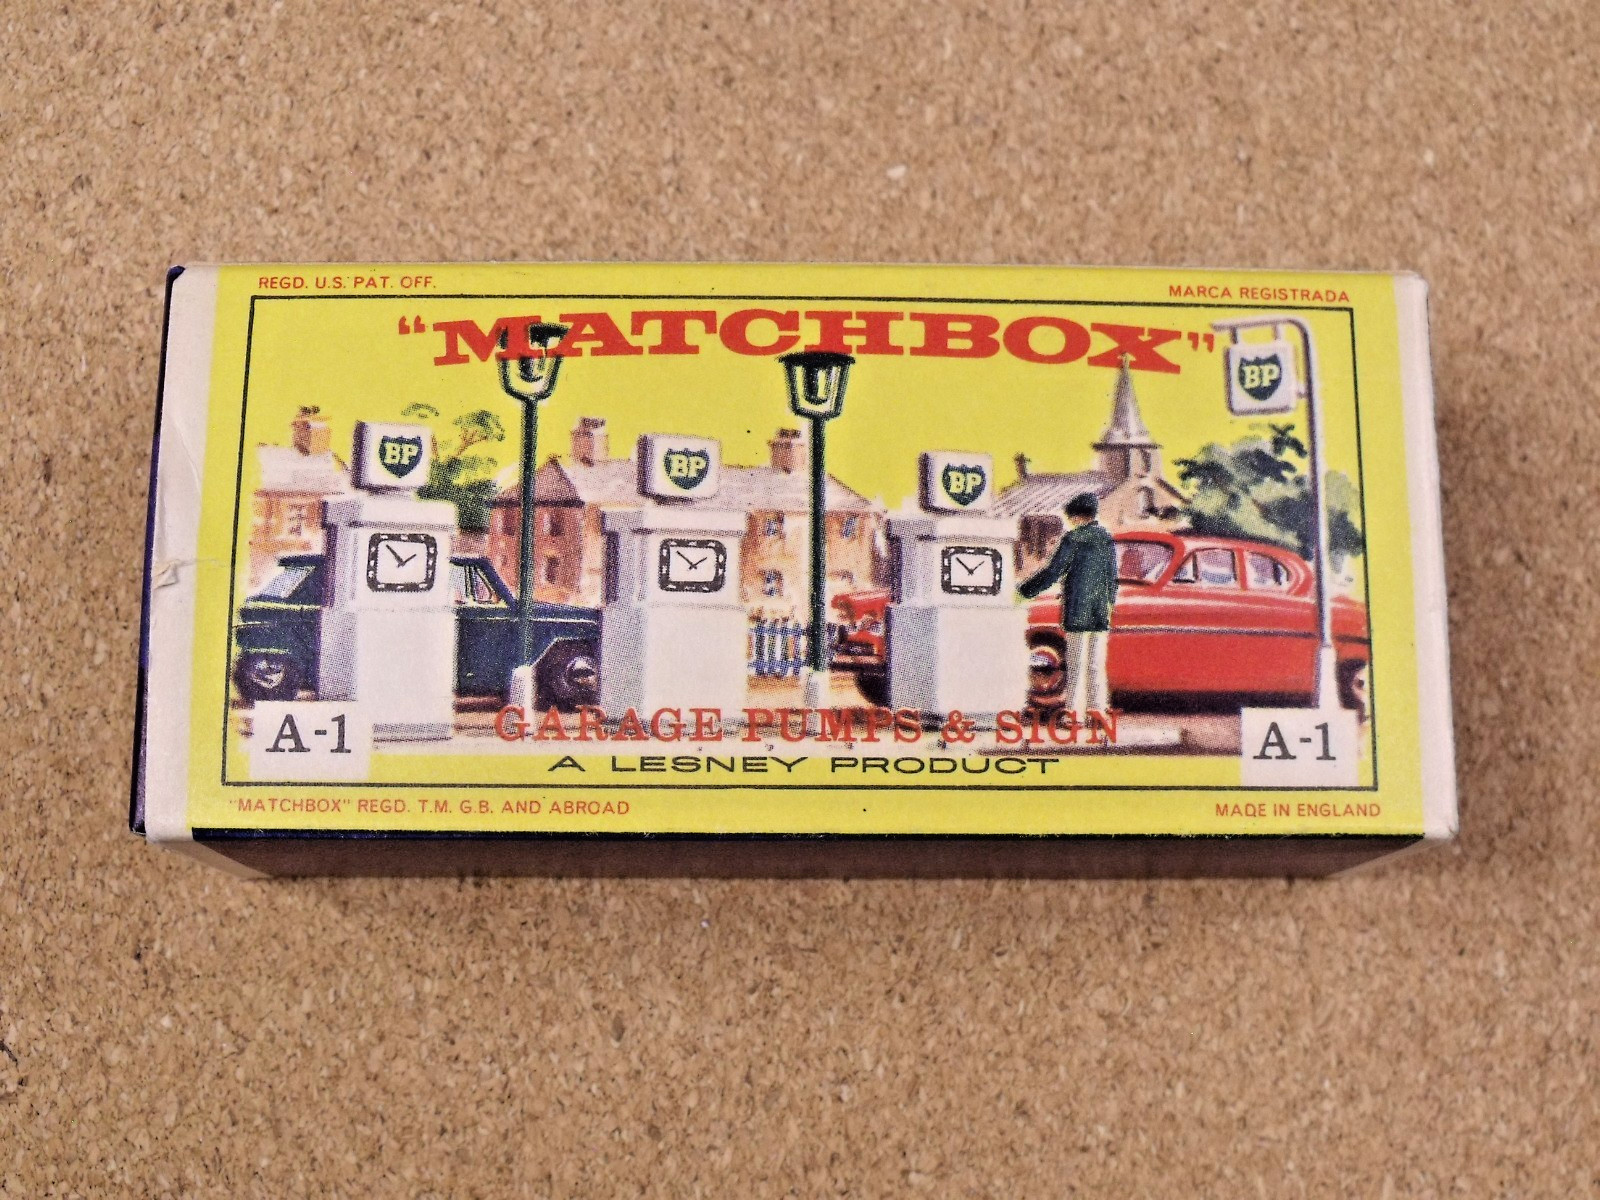 REGD. U.S. PAT. OFF.
MARCA REGISTRADA
"MATCHBOX"
BP
BP
BP
BP
GARAGE PUMPS & SIGN
A-1
A-1
A LESNEY PRODUCT
"MATCHBOX" REGD. T.M. G.B. AND ABROAD
MADE IN ENGLAND